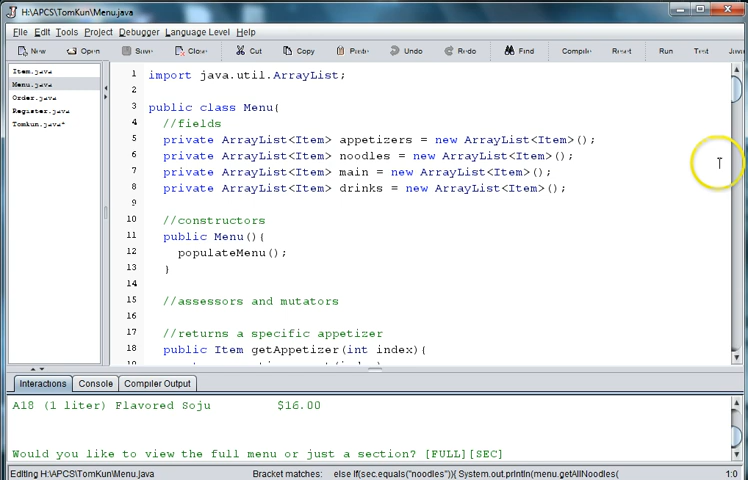 H:\APCS\TomKun\Menu.java
File Edit Tools Project Debugger Language Level Help
New Open Save Close Cut Copy Paste Undo Redo Find Compile Reset Run Test
Item.java
Menu.java
Order.java
Register.java
Tomkun.java*
1 import java.util.ArrayList;
2
3 public class Menu{
4 //fields
5 private ArrayList<Item> appetizers = new ArrayList<Item>();
6 private ArrayList<Item> noodles = new ArrayList<Item>();
7 private ArrayList<Item> main = new ArrayList<Item>();
8 private ArrayList<Item> drinks = new ArrayList<Item>();
9
10 //constructors
11 public Menu(){
12 populateMenu();
13 }
14
15 //assessors and mutators
16
17 //returns a specific appetizer
18 public Item getAppetizer(int index){
Interactions Console Compiler Output
A18 (1 liter) Flavored Soju $16.00
Would you like to view the full menu or just a section? [FULL][SEC]
Editing H:\APCS\TomKun\Menu.java Bracket matches: else if(sec.equals("noodles")){ System.out.println(menu.getAllNoodles( 1:0